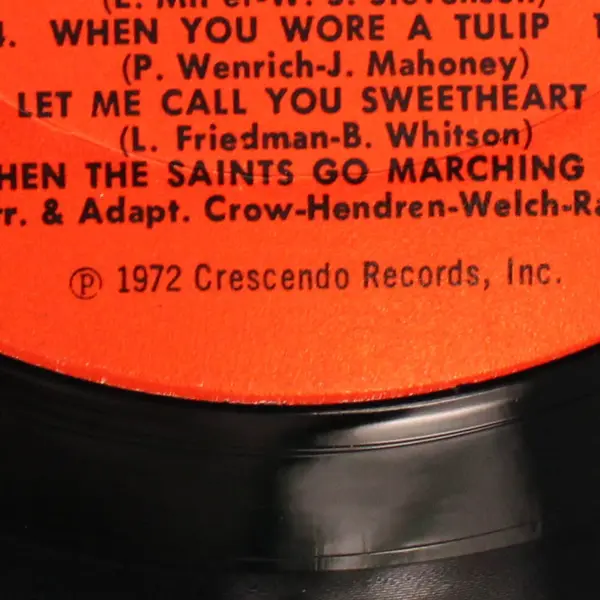 4. WHEN YOU WORE A TULIP
(P. Wenrich-J. Mahoney)
LET ME CALL YOU SWEETHEART
(L. Friedman-B. Whitson)
HEN THE SAINTS GO MARCHING
rr. & Adapt. Crow-Hendren-Welch-Ra
Ⓟ 1972 Crescendo Records, Inc.